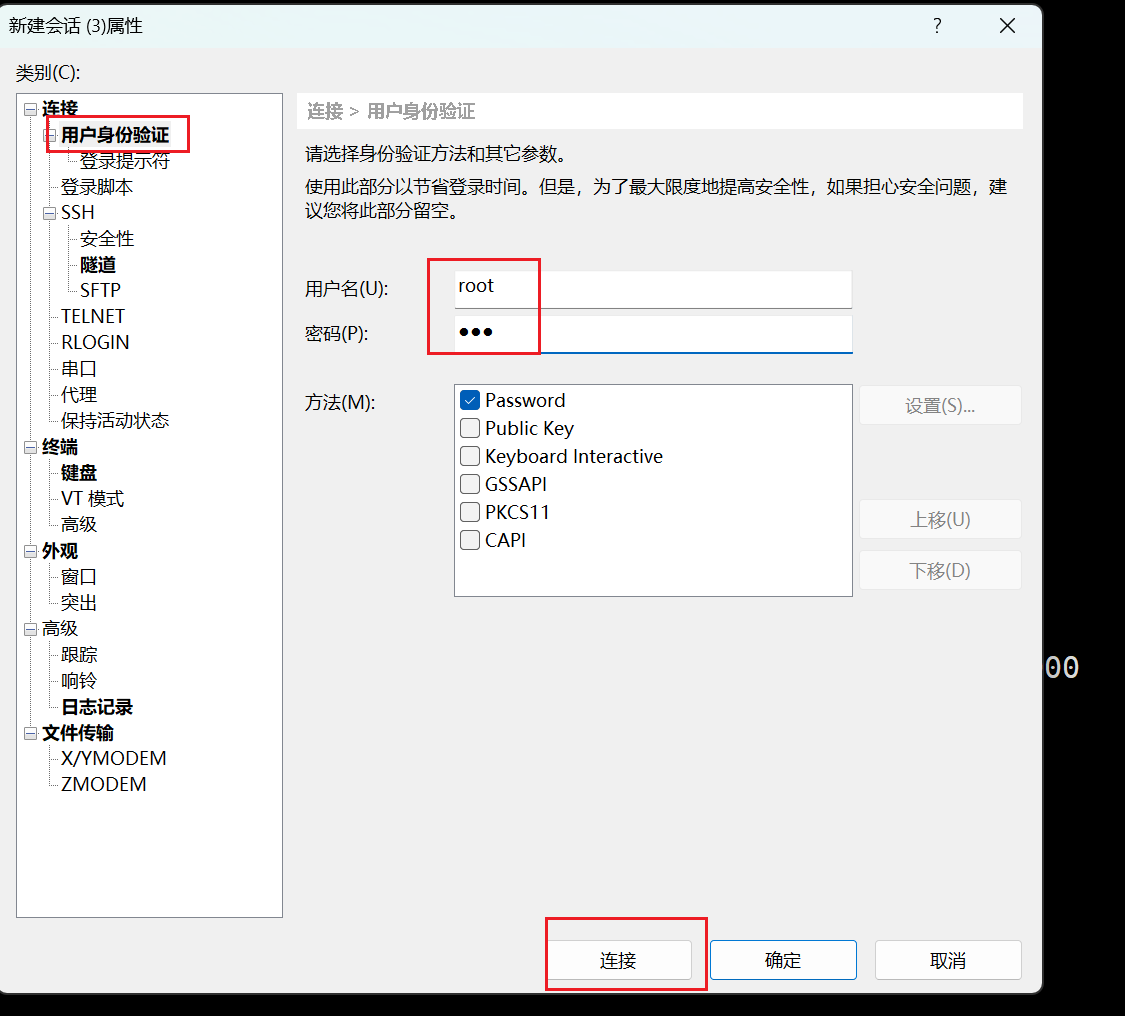 新建会话 (3)属性
?
类别(C):
连接
用户身份验证
登录提示符
登录脚本
SSH
安全性
隧道
SFTP
TELNET
RLOGIN
串口
代理
保持活动状态
终端
键盘
VT 模式
高级
外观
窗口
突出
高级
跟踪
响铃
日志记录
文件传输
X/YMODEM
ZMODEM
连接 > 用户身份验证
请选择身份验证方法和其它参数。
使用此部分以节省登录时间。但是，为了最大限度地提高安全性，如果担心安全问题，建
议您将此部分留空。
用户名(U):
root
密码(P):
●●●
方法(M):
Password
Public Key
Keyboard Interactive
GSSAPI
PKCS11
CAPI
设置(S)...
上移(U)
下移(D)
00
连接
确定
取消